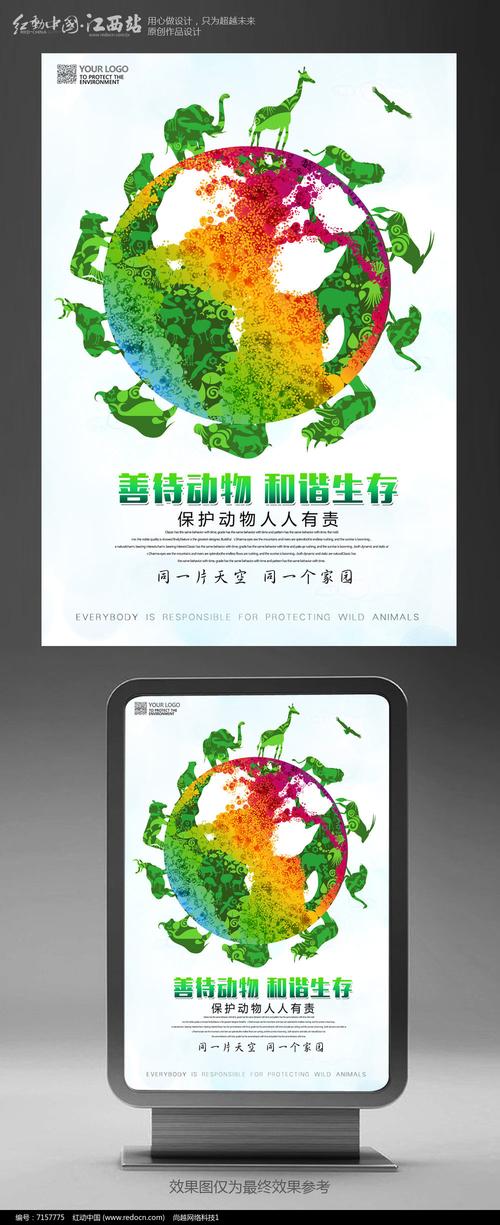 红动中国·江西站
RED-CHINA
www.redocn.com
用心做设计，只为超越未来
原创作品设计
YOUR LOGO
TO PROTECT THE
ENVIRONMENT
善待动物 和谐生存
保护动物人人有责
同一片天空 同一个家园
EVERYBODY IS RESPONSIBLE FOR PROTECTING WILD ANIMALS
YOUR LOGO
TO PROTECT THE
ENVIRONMENT
善待动物 和谐生存
保护动物人人有责
同一片天空 同一个家园
EVERYBODY IS RESPONSIBLE FOR PROTECTING WILD ANIMALS
效果图仅为最终效果参考
编号：7157775 红动中国 (www.redocn.com) 尚越网络科技1